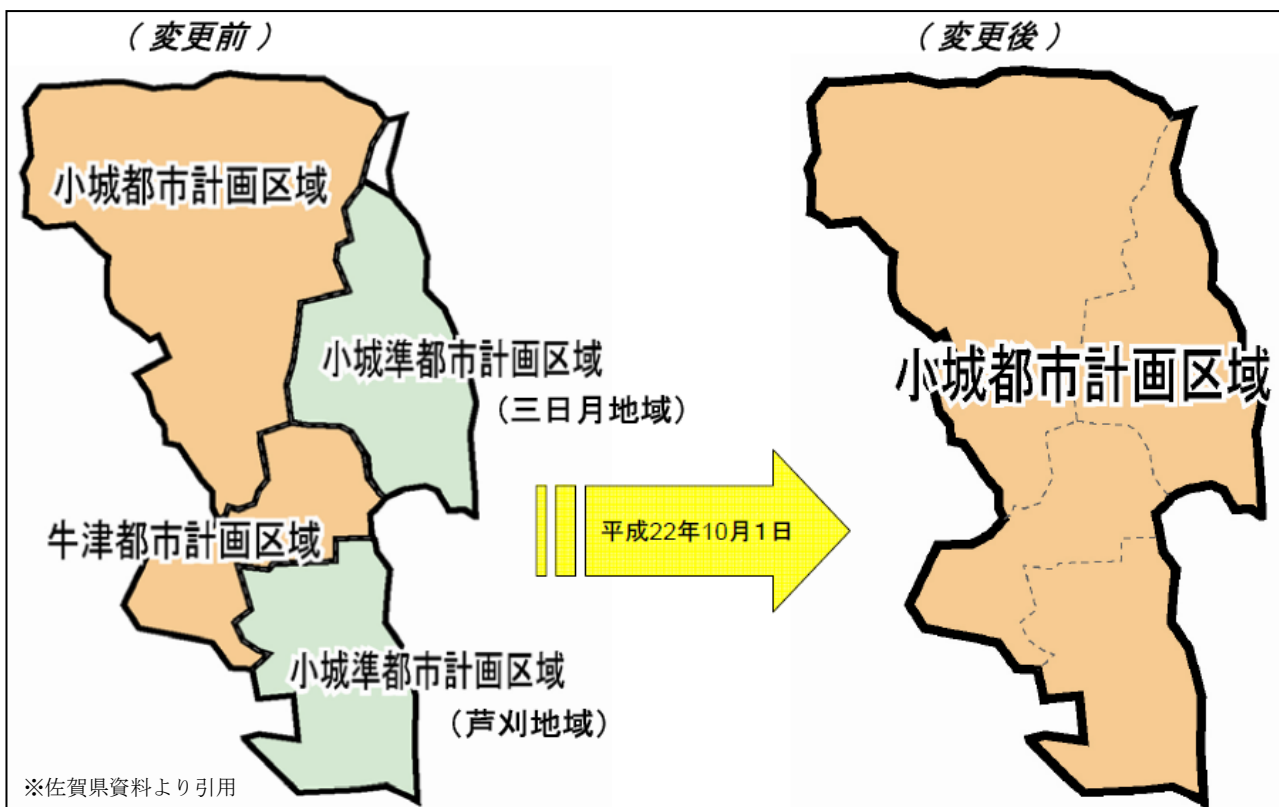 （変更前）
小城都市計画区域
小城準都市計画区域
（三日月地域）
牛津都市計画区域
小城準都市計画区域
（芦刈地域）
※佐賀県資料より引用
平成22年10月1日
（変更後）
小城都市計画区域